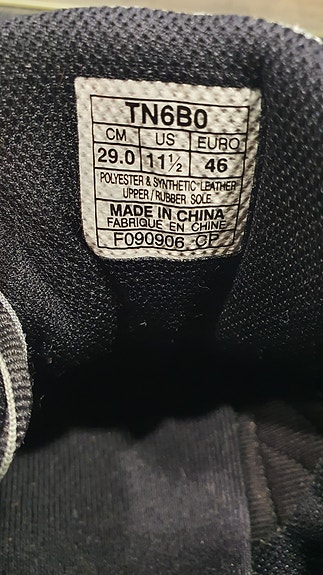 TN6B0
CM US EURO
29.0 11½ 46
POLYESTER & SYNTHETIC LEATHER
UPPER / RUBBER SOLE
MADE IN CHINA
FABRIQUE EN CHINE
F090906 CF